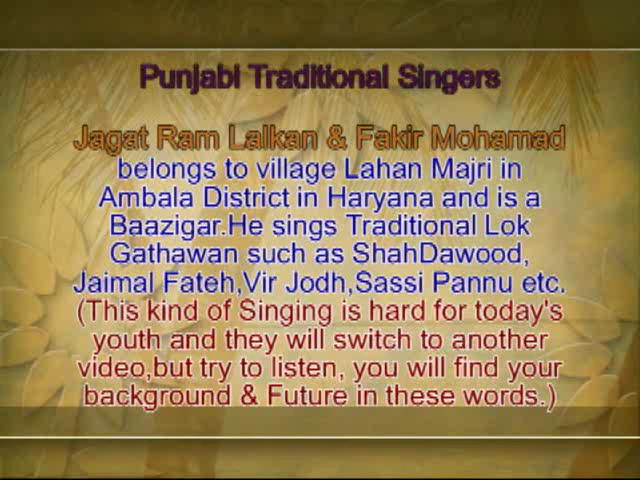 Punjabi Traditional Singers
Jagat Ram Lalkan & Fakir Mohamad
belongs to village Lahan Majri in
Ambala District in Haryana and is a
Baazigar.He sings Traditional Lok
Gathawan such as ShahDawood,
Jaimal Fateh,Vir Jodh,Sassi Pannu etc.
(This kind of Singing is hard for today's
youth and they will switch to another
video,but try to listen, you will find your
background & Future in these words.)